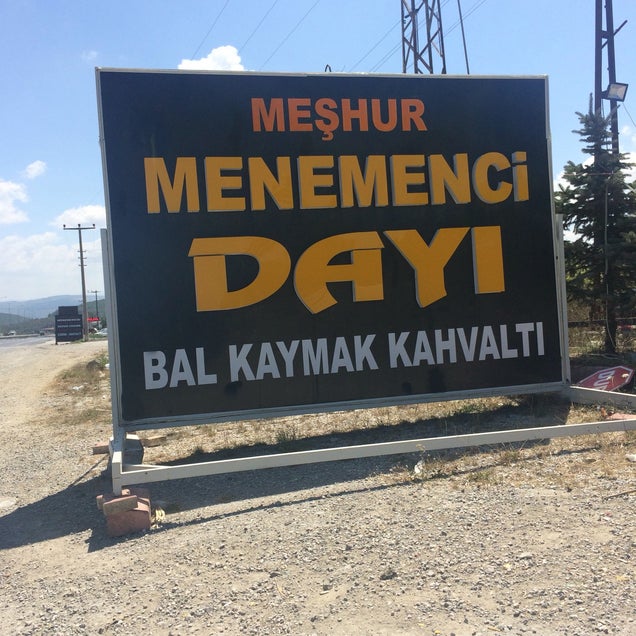 MEŞHUR
MENEMENCİ
DAYI
BAL KAYMAK KAHVALTI